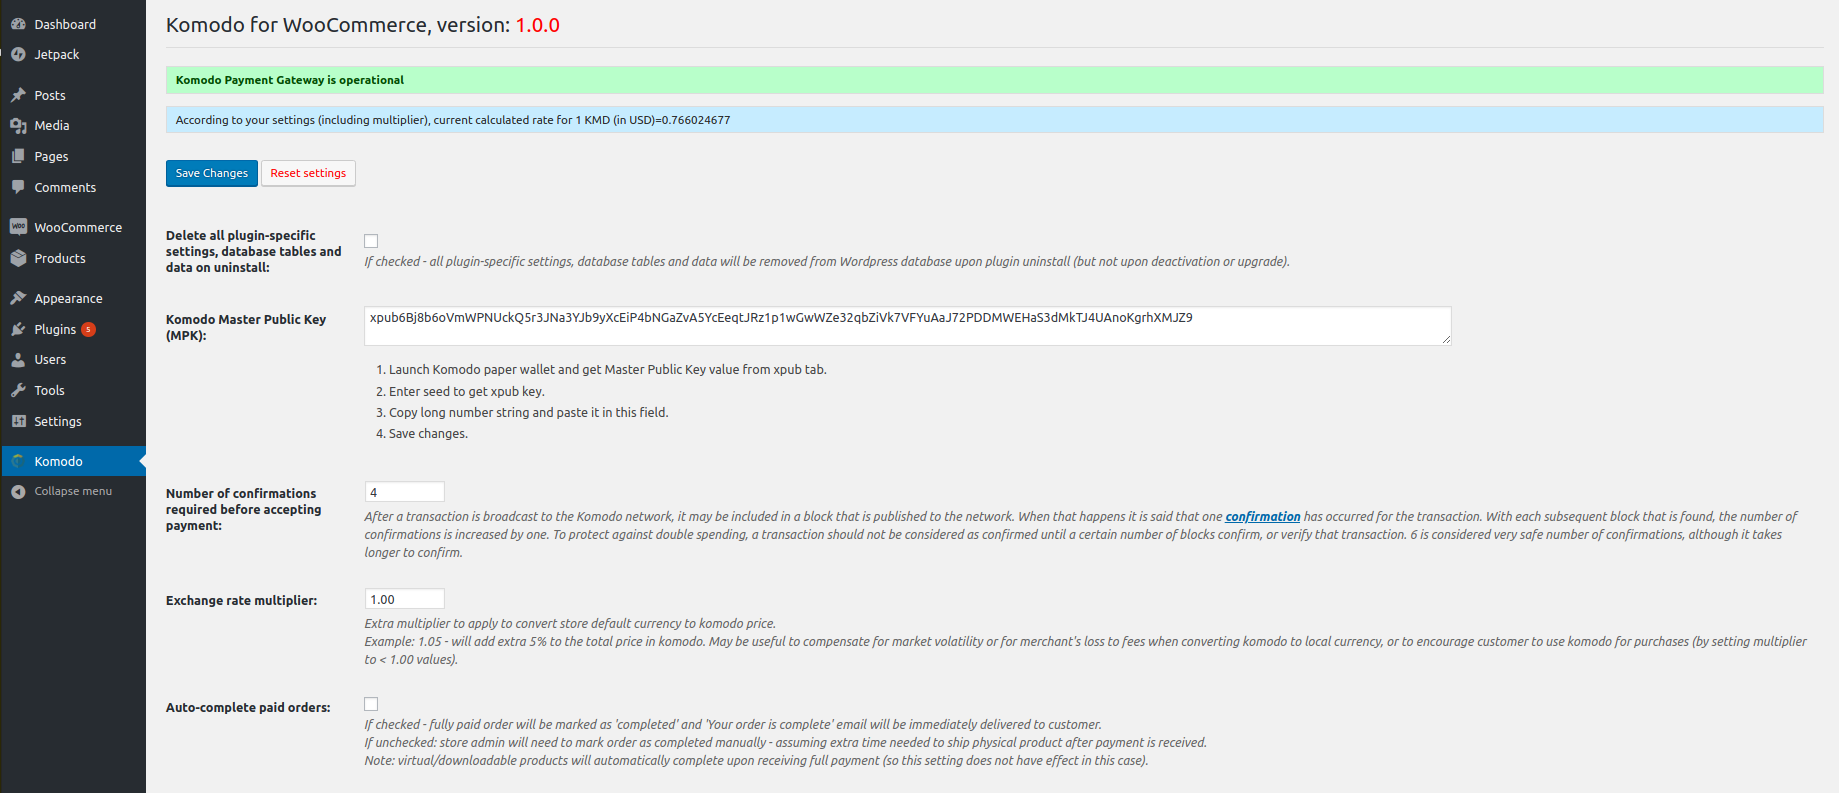 Dashboard
Jetpack
Posts
Media
Pages
Comments
WOO WooCommerce
Products
Appearance
Plugins 5
Users
Tools
Settings
Komodo
Collapse menu
Komodo for WooCommerce, version: 1.0.0
Komodo Payment Gateway is operational
According to your settings (including multiplier), current calculated rate for 1 KMD (in USD)=0.766024677
Save Changes Reset settings
Delete all plugin-specific
settings, database tables and
data on uninstall:
If checked - all plugin-specific settings, database tables and data will be removed from Wordpress database upon plugin uninstall (but not upon deactivation or upgrade).
Komodo Master Public Key
(MPK):
xpub6Bj8b6oVmWPNUckQ5r3JNa3YJb9yXcEiP4bNGaZvA5YcEeqtJRz1p1wGwWZe32qbZiVk7VFYuAaJ72PDDMWEHaS3dMkTJ4UAnoKgrhXMJZ9
1. Launch Komodo paper wallet and get Master Public Key value from xpub tab.
2. Enter seed to get xpub key.
3. Copy long number string and paste it in this field.
4. Save changes.
Number of confirmations
required before accepting
payment:
4
After a transaction is broadcast to the Komodo network, it may be included in a block that is published to the network. When that happens it is said that one confirmation has occurred for the transaction. With each subsequent block that is found, the number of
confirmations is increased by one. To protect against double spending, a transaction should not be considered as confirmed until a certain number of blocks confirm, or verify that transaction. 6 is considered very safe number of confirmations, although it takes
longer to confirm.
Exchange rate multiplier:
1.00
Extra multiplier to apply to convert store default currency to komodo price.
Example: 1.05 - will add extra 5% to the total price in komodo. May be useful to compensate for market volatility or for merchant's loss to fees when converting komodo to local currency, or to encourage customer to use komodo for purchases (by setting multiplier
to < 1.00 values).
Auto-complete paid orders:
If checked - fully paid order will be marked as 'completed' and 'Your order is complete' email will be immediately delivered to customer.
If unchecked: store admin will need to mark order as completed manually - assuming extra time needed to ship physical product after payment is received.
Note: virtual/downloadable products will automatically complete upon receiving full payment (so this setting does not have effect in this case).